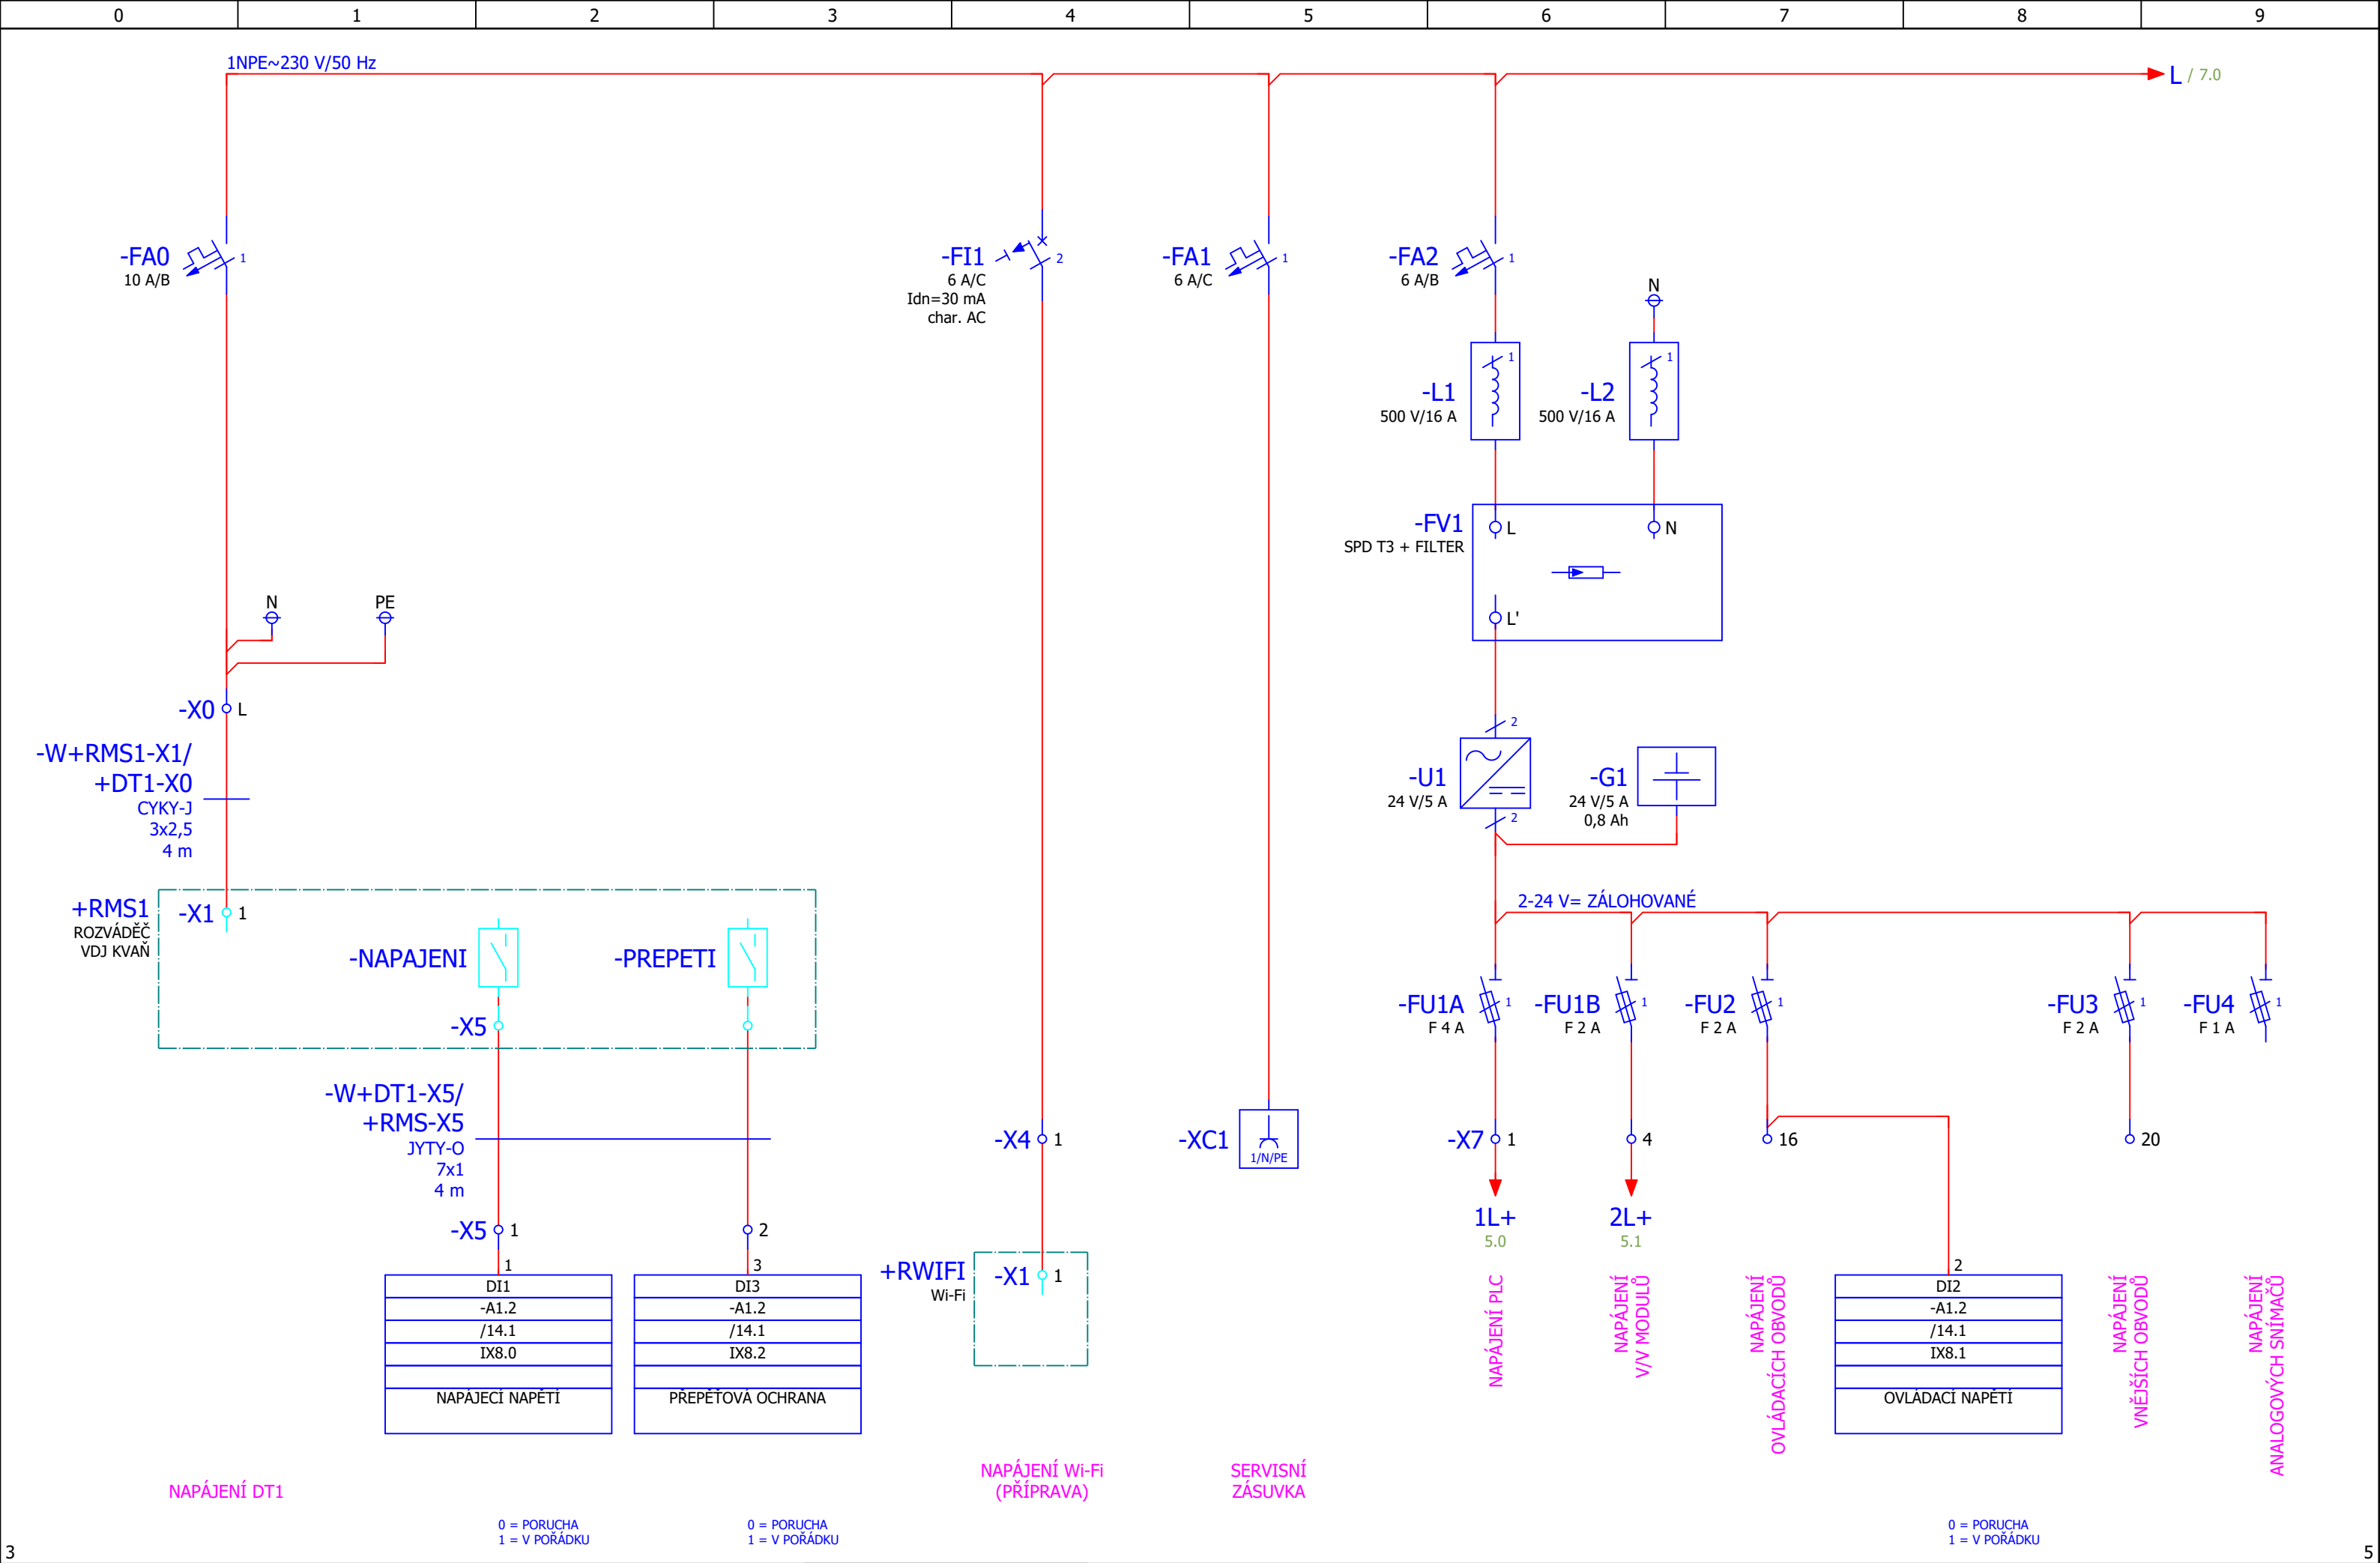 0 1 2 3 4 5 6 7 8 9
1NPE~230 V/50 Hz
L / 7.0
-FA0
10 A/B
1
-FI1
6 A/C
Idn=30 mA
char. AC
2
-FA1
6 A/C
1
-FA2
6 A/B
1
N
-L1
500 V/16 A
1
-L2
500 V/16 A
1
-FV1
SPD T3 + FILTER
L
N
L'
N
PE
-X0
L
-W+RMS1-X1/
+DT1-X0
CYKY-J
3x2,5
4 m
2
-U1
24 V/5 A
2
-G1
24 V/5 A
0,8 Ah
+RMS1
ROZVÁDĚČ
VDJ KVAŇ
-X1
1
-NAPAJENI
-PREPETI
-X5
2-24 V= ZÁLOHOVANÉ
-FU1A
F 4 A
1
-FU1B
F 2 A
1
-FU2
F 2 A
1
-FU3
F 2 A
1
-FU4
F 1 A
1
-W+DT1-X5/
+RMS-X5
JYTY-O
7x1
4 m
-X4
1
-XC1
1/N/PE
-X7
1
4
16
20
1L+
5.0
2L+
5.1
-X5
1
2
1
DI1
-A1.2
/14.1
IX8.0
NAPÁJECÍ NAPĚTÍ
3
DI3
-A1.2
/14.1
IX8.2
PŘEPĚŤOVÁ OCHRANA
+RWIFI
Wi-Fi
-X1
1
NAPÁJENÍ PLC
NAPÁJENÍ
V/V MODULŮ
NAPÁJENÍ
OVLÁDACÍCH OBVODŮ
2
DI2
-A1.2
/14.1
IX8.1
OVLÁDACÍ NAPĚTÍ
NAPÁJENÍ
VNĚJŠÍCH OBVODŮ
NAPÁJENÍ
ANALOGOVÝCH SNÍMAČŮ
NAPÁJENÍ DT1
NAPÁJENÍ Wi-Fi
(PŘÍPRAVA)
SERVISNÍ
ZÁSUVKA
0 = PORUCHA
1 = V POŘÁDKU
0 = PORUCHA
1 = V POŘÁDKU
0 = PORUCHA
1 = V POŘÁDKU
3
5